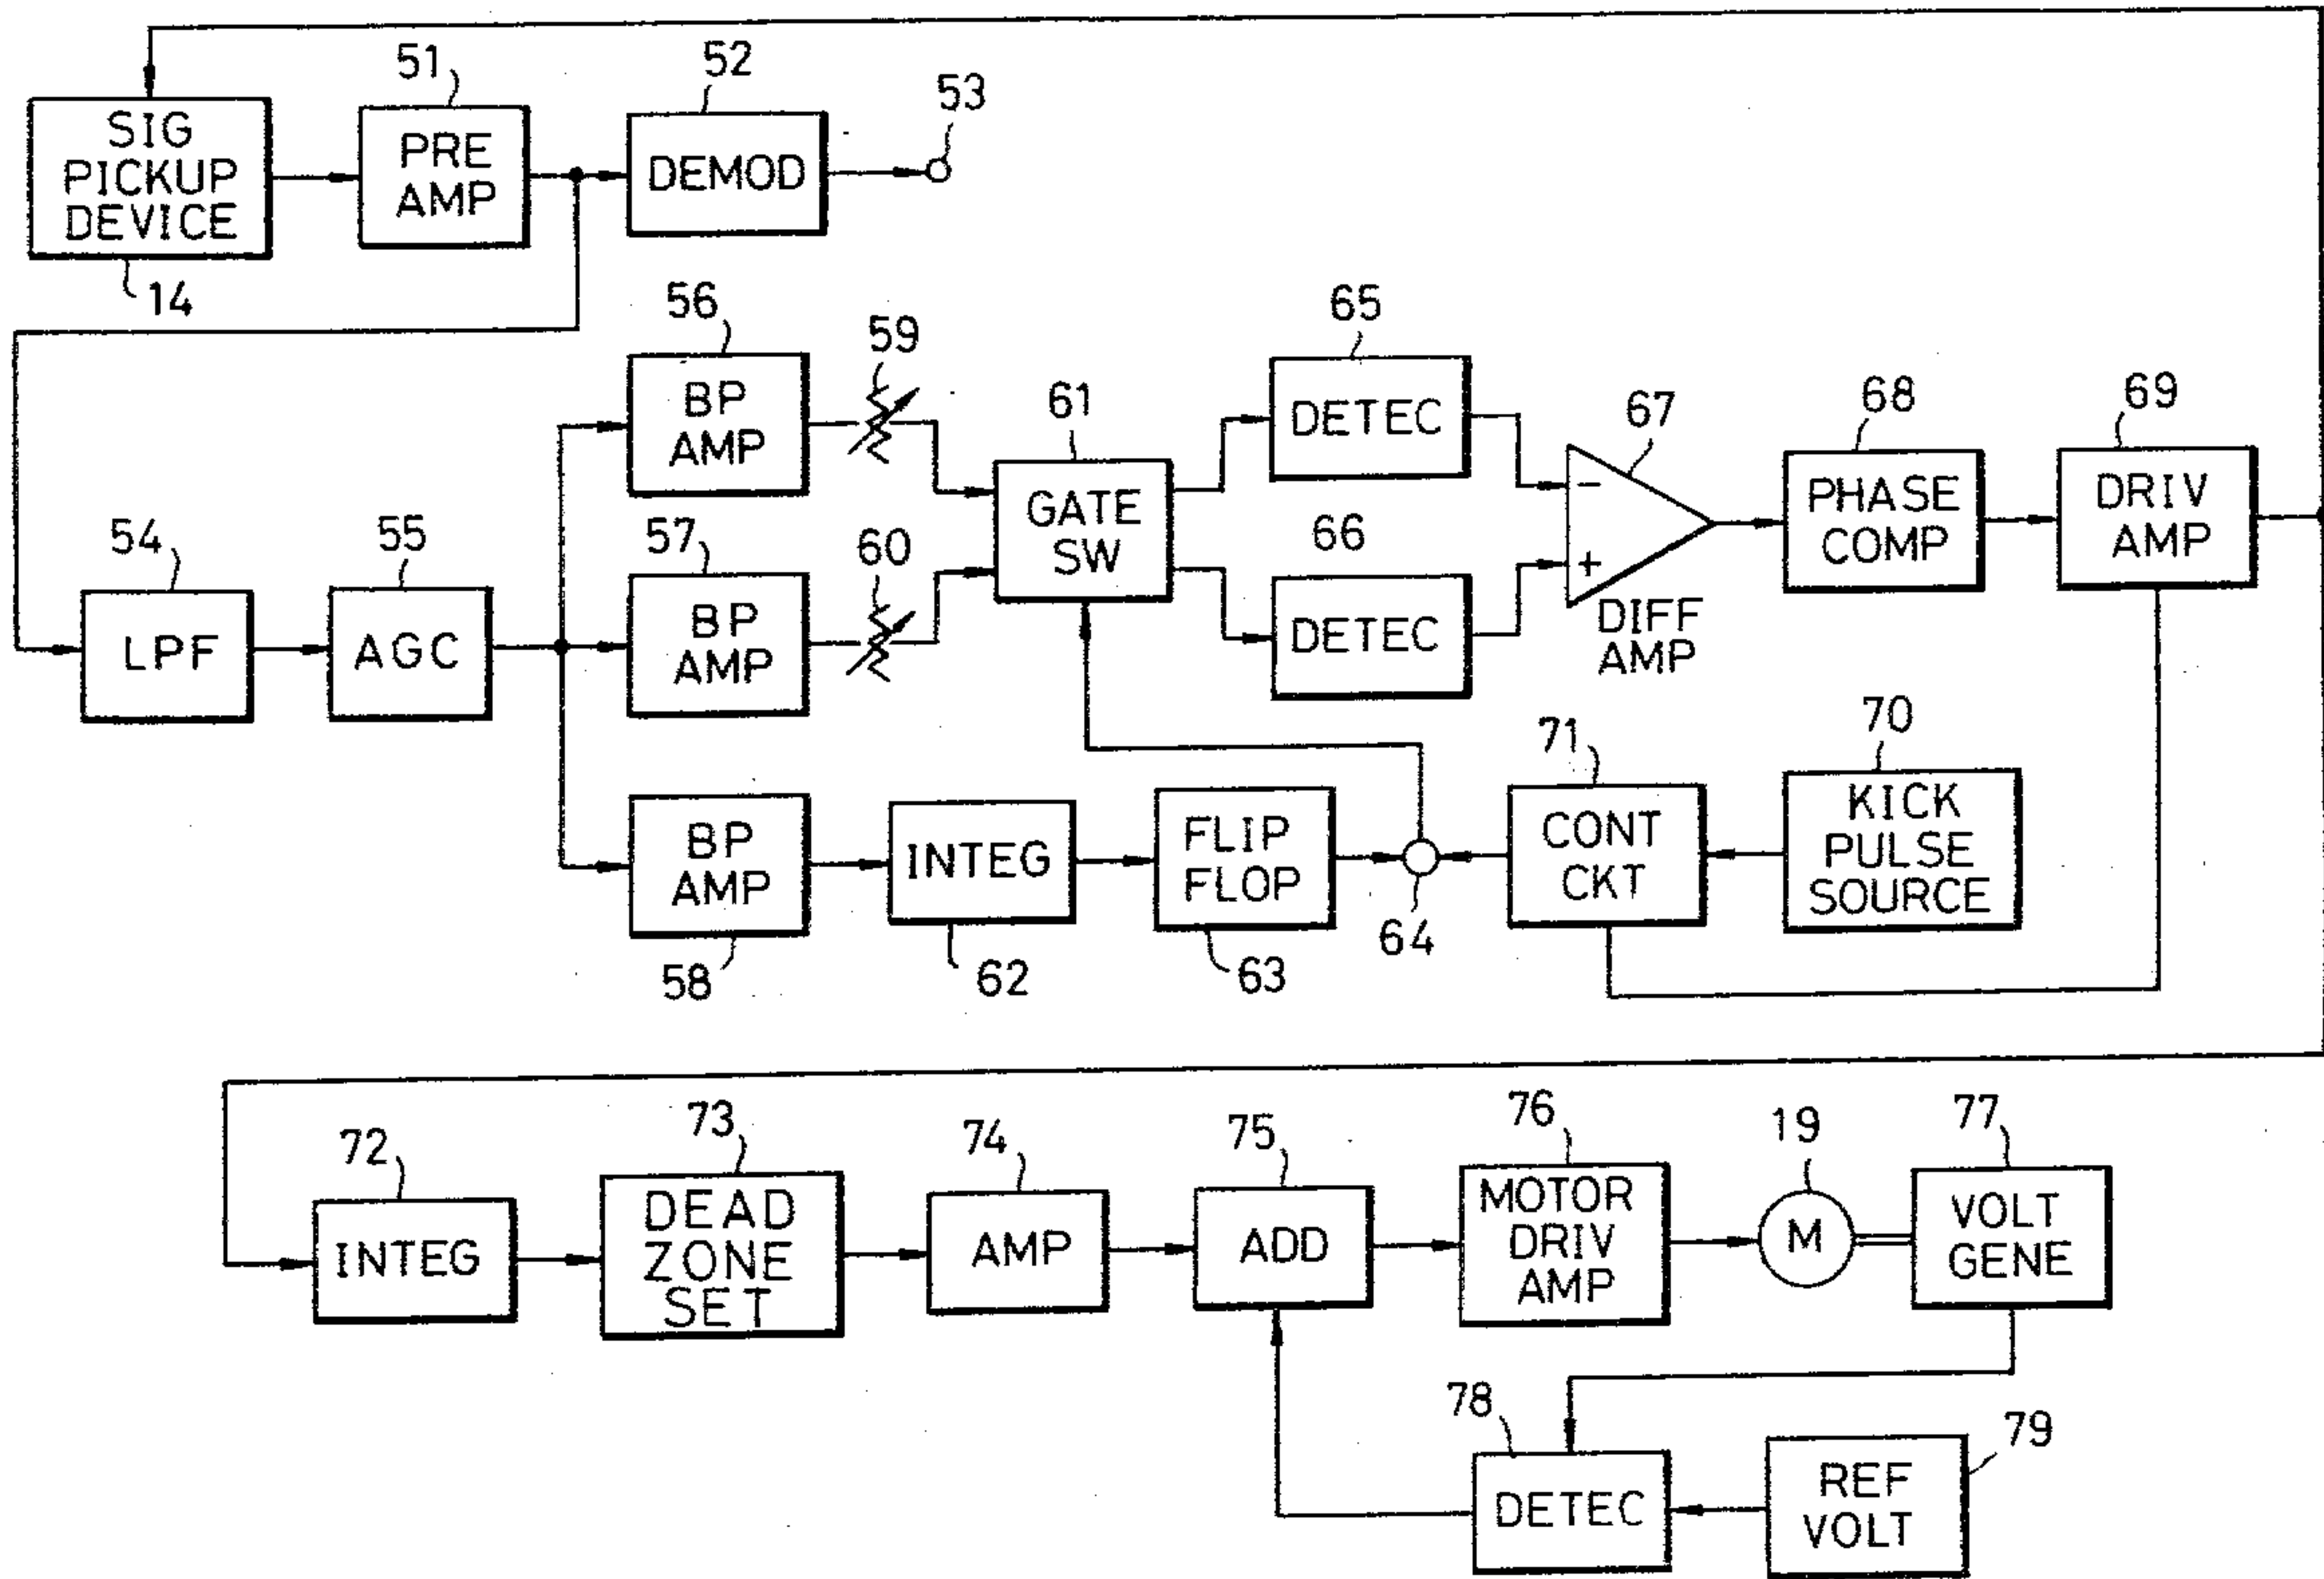 51
52
53
SIG
PICKUP
DEVICE
PRE
AMP
DEMOD
14
56
59
65
61
67
68
69
BP
AMP
DETEC
GATE
SW
-
+
DIFF
AMP
PHASE
COMP
DRIV
AMP
54
55
57
60
66
LPF
AGC
BP
AMP
DETEC
71
70
BP
AMP
INTEG
FLIP
FLOP
CONT
CKT
KICK
PULSE
SOURCE
58
62
63
64
72
73
74
75
76
19
77
INTEG
DEAD
ZONE
SET
AMP
ADD
MOTOR
DRIV
AMP
M
VOLT
GENE
78
79
DETEC
REF
VOLT